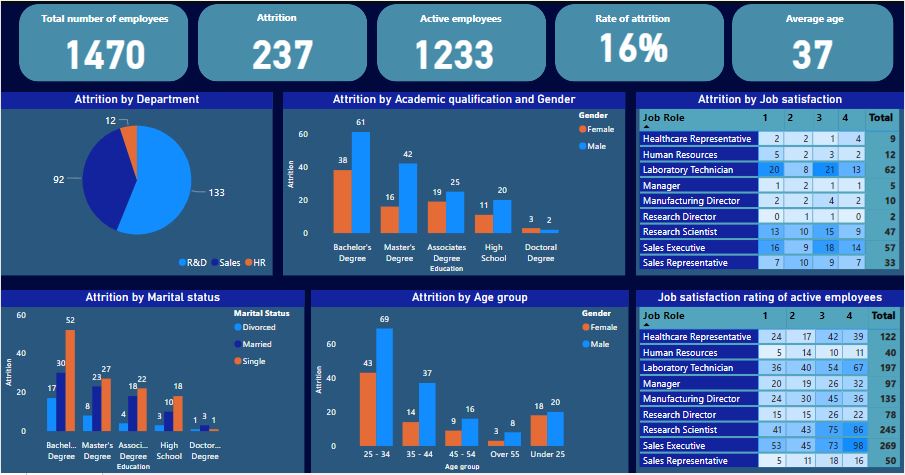 Total number of employees
1470
Attrition
237
Active employees
1233
Rate of attrition
16%
Average age
37
Attrition by Department
12
92
133
R&D Sales HR
Attrition by Academic qualification and Gender
Gender
Female
Male
Attrition
60
40
20
0
38 61
16 42
19 25
11 20
3 2
Bachelor's Degree
Master's Degree
Associates Degree
High School
Doctoral Degree
Education
Attrition by Job satisfaction
Job Role 1 2 3 4 Total
Healthcare Representative 2 2 1 4 9
Human Resources 5 2 3 2 12
Laboratory Technician 20 8 21 13 62
Manager 1 2 1 1 5
Manufacturing Director 2 2 4 2 10
Research Director 0 1 1 0 2
Research Scientist 13 10 15 9 47
Sales Executive 16 9 18 14 57
Sales Representative 7 10 9 7 33
Attrition by Marital status
Marital Status
Divorced
Married
Single
Attrition
60
40
20
0
17 30 52
8 23 27
4 18 22
3 10 18
1 3 1
Bachel... Degree
Master's Degree
Associ... Degree
High School
Doctor... Degree
Education
Attrition by Age group
Gender
Female
Male
Attrition
60
40
20
0
43 69
14 37
9 16
3 8
18 20
25 - 34
35 - 44
45 - 54
Over 55
Under 25
Age group
Job satisfaction rating of active employees
Job Role 1 2 3 4 Total
Healthcare Representative 24 17 42 39 122
Human Resources 5 14 10 11 40
Laboratory Technician 36 40 54 67 197
Manager 20 19 26 32 97
Manufacturing Director 24 30 45 36 135
Research Director 15 15 26 22 78
Research Scientist 41 43 75 86 245
Sales Executive 53 45 73 98 269
Sales Representative 5 11 18 16 50